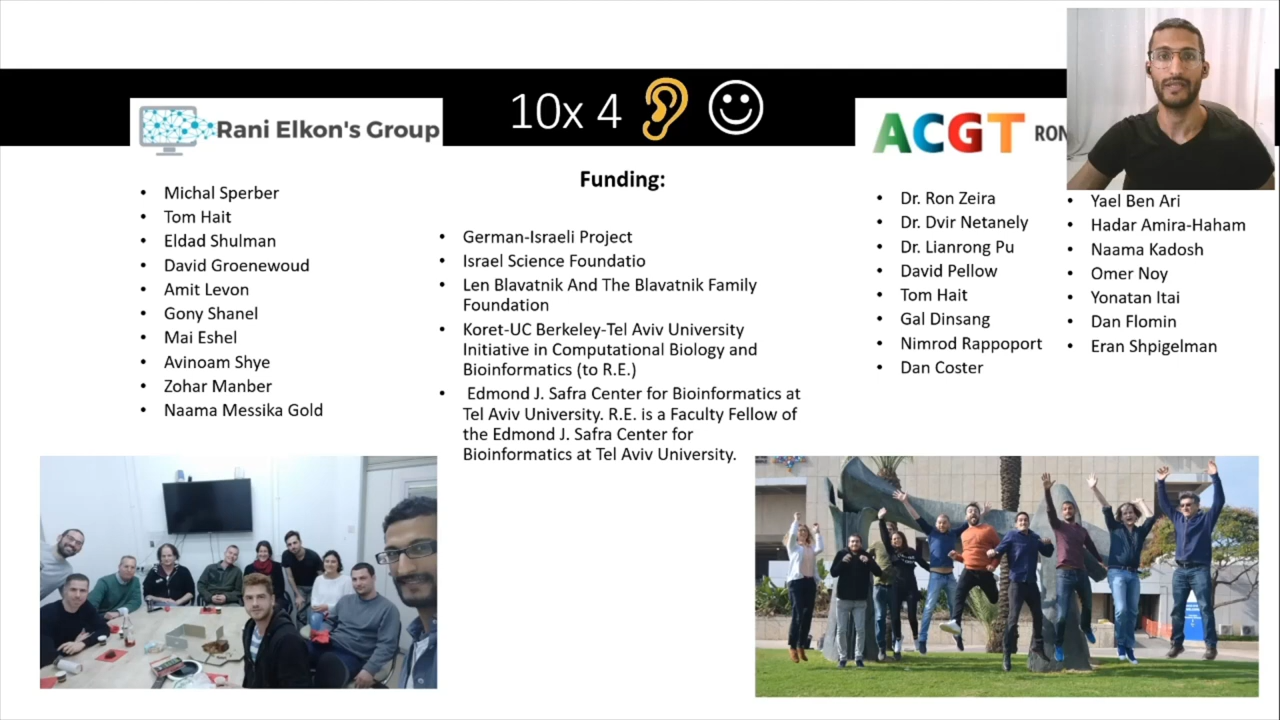 Rani Elkon's Group
10x 4
ACGT RON
Funding:
• Michal Sperber
• Tom Hait
• Eldad Shulman
• David Groenewoud
• Amit Levon
• Gony Shanel
• Mai Eshel
• Avinoam Shye
• Zohar Manber
• Naama Messika Gold
• German-Israeli Project
• Israel Science Foundatio
• Len Blavatnik And The Blavatnik Family
Foundation
• Koret-UC Berkeley-Tel Aviv University
Initiative in Computational Biology and
Bioinformatics (to R.E.)
• Edmond J. Safra Center for Bioinformatics at
Tel Aviv University. R.E. is a Faculty Fellow of
the Edmond J. Safra Center for
Bioinformatics at Tel Aviv University.
• Dr. Ron Zeira
• Dr. Dvir Netanely
• Dr. Lianrong Pu
• David Pellow
• Tom Hait
• Gal Dinsang
• Nimrod Rappoport
• Dan Coster
• Yael Ben Ari
• Hadar Amira-Haham
• Naama Kadosh
• Omer Noy
• Yonatan Itai
• Dan Flomin
• Eran Shpigelman